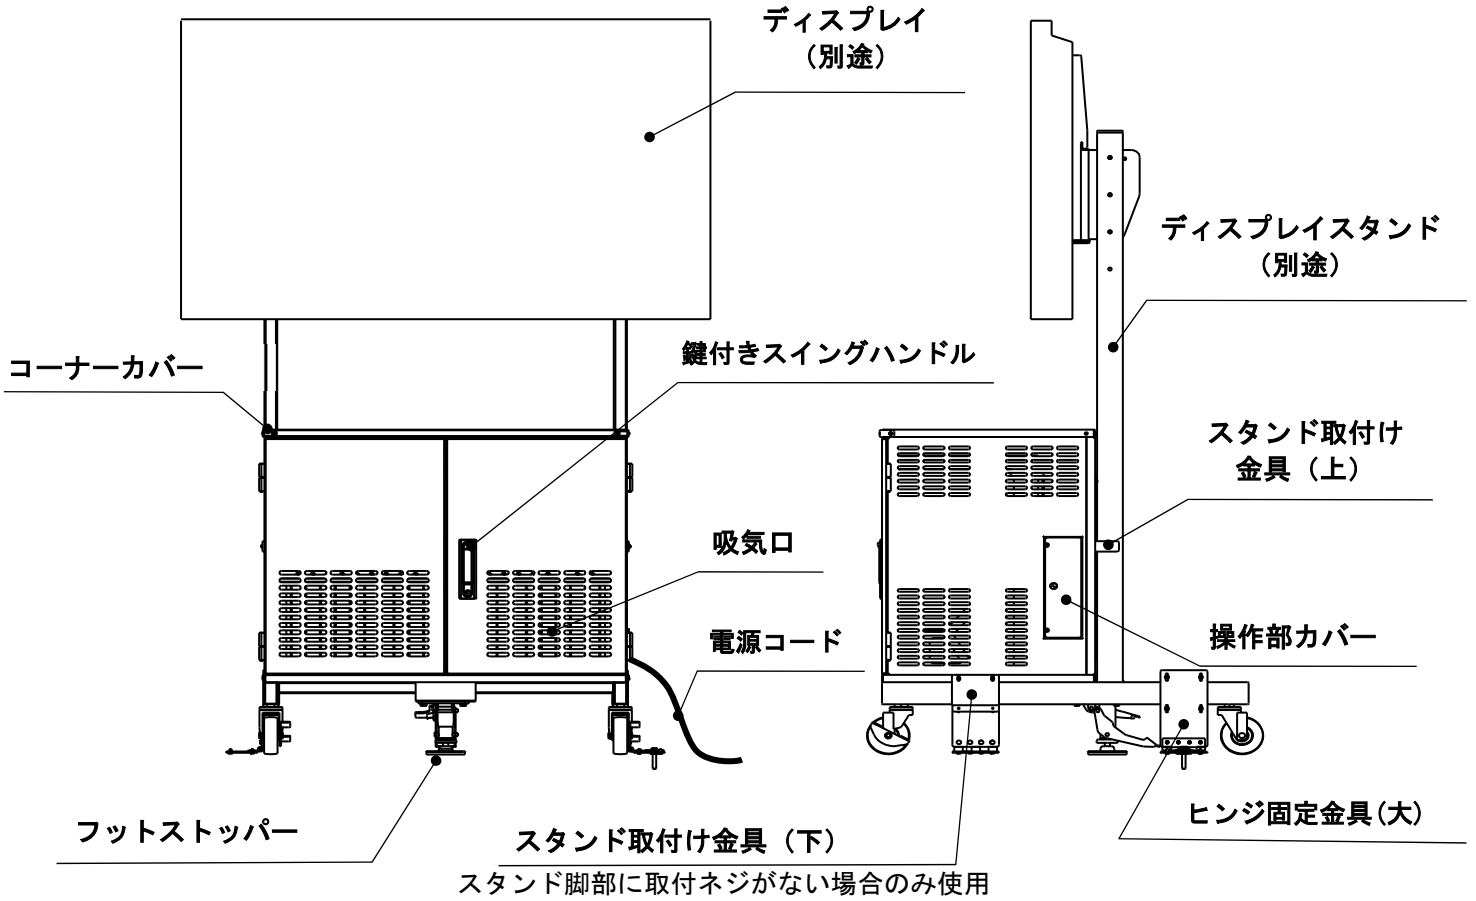 ディスプレイ
(別途)
ディスプレイスタンド
(別途)
コーナーカバー
鍵付きスイングハンドル
スタンド取付け
金具(上)
吸気口
電源コード
操作部カバー
フットストッパー
スタンド取付け金具(下)
スタンド脚部に取付ネジがない場合のみ使用
ヒンジ固定金具(大)